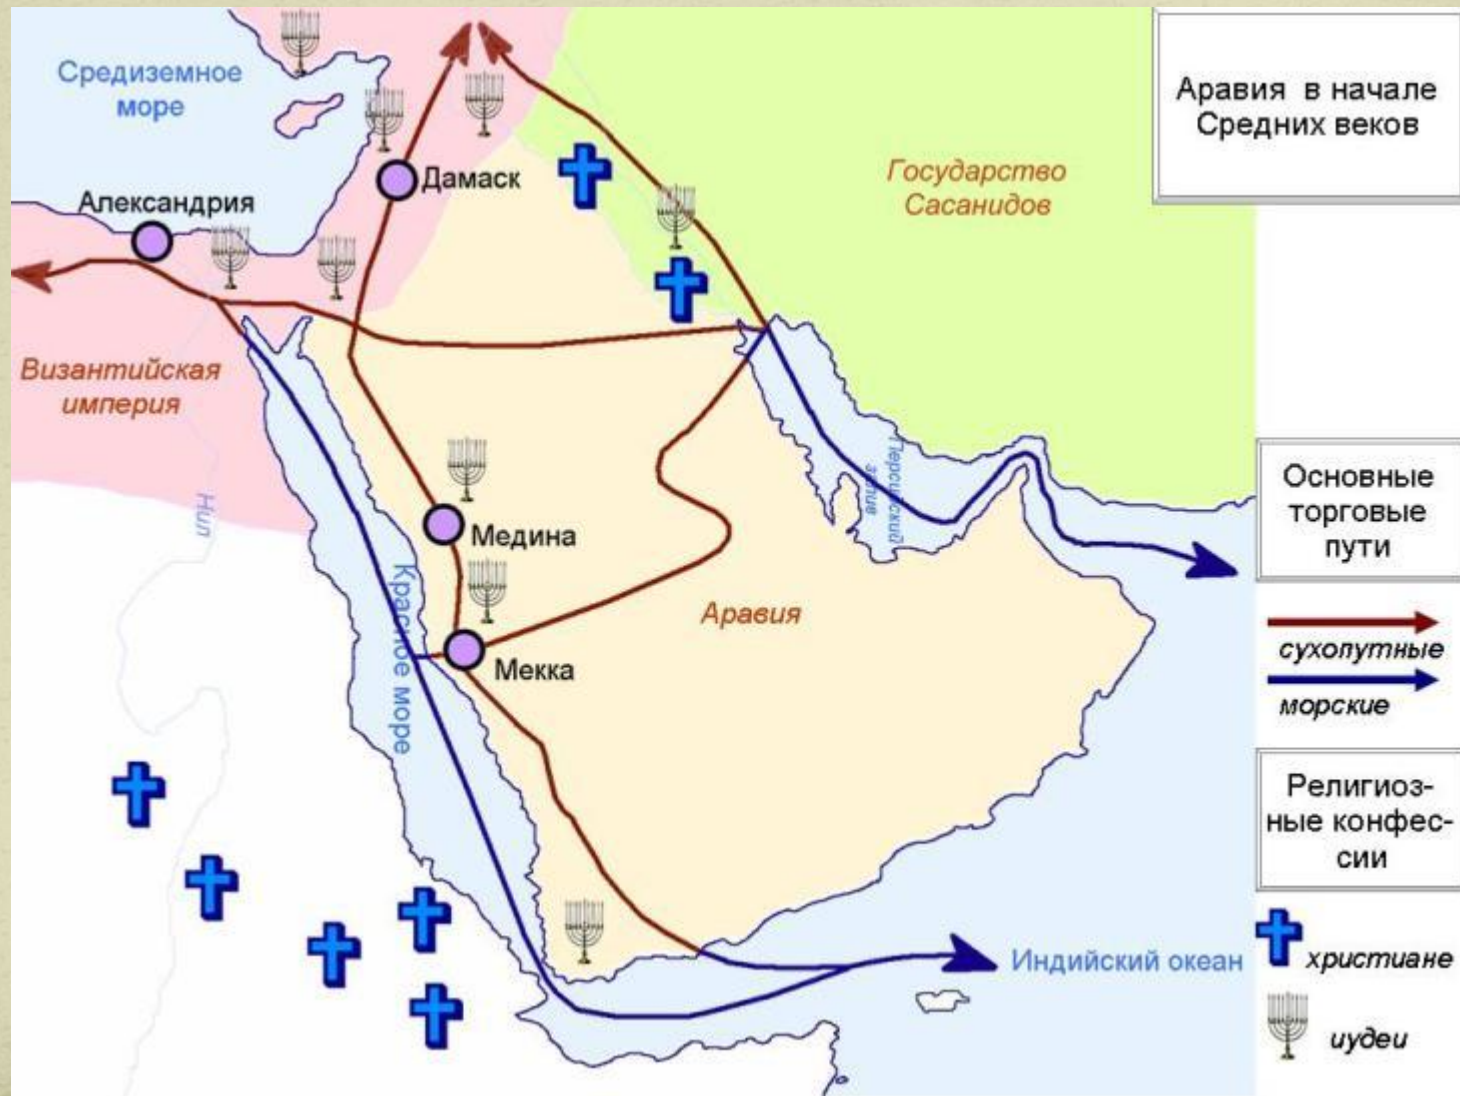 Аравия в начале
Средних веков
Средиземное
море
Государство
Сасанидов
Дамаск
Александрия
Византийская
империя
Нил
Персидский
залив
Медина
Красное море
Аравия
Мекка
Индийский океан
Основные
торговые
пути
сухопутные
морские
Религиоз-
ные конфес-
сии
христиане
иудеи